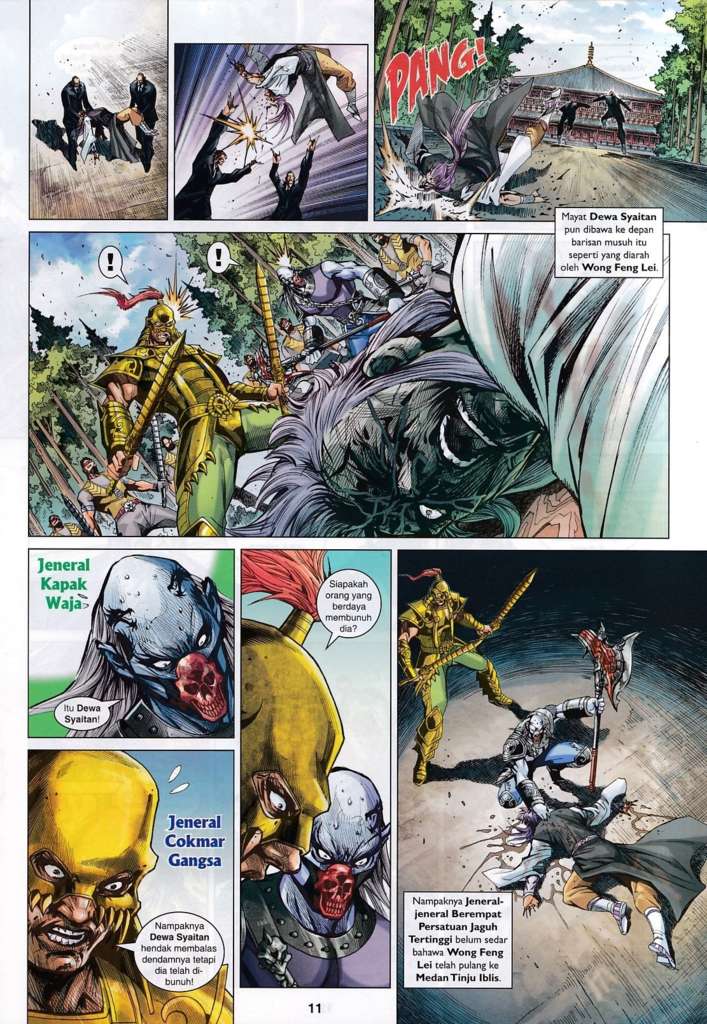 PANG!
Mayat Dewa Syaitan
pun dibawa ke depan
barisan musuh itu
seperti yang diarah
oleh Wong Feng Lei.
!
!
Jeneral
Kapak
Waja
Itu Dewa
Syaitan!
Siapakah
orang yang
berdaya
membunuh
dia?
Jeneral
Cokmar
Gangsa
Nampaknya
Dewa Syaitan
hendak membalas
dendamnya tetapi
dia telah di-
bunuh!
Nampaknya Jeneral-
jeneral Berempat
Persatuan Jaguh
Tertinggi belum sedar
bahawa Wong Feng
Lei telah pulang ke
Medan Tinju Iblis.
11